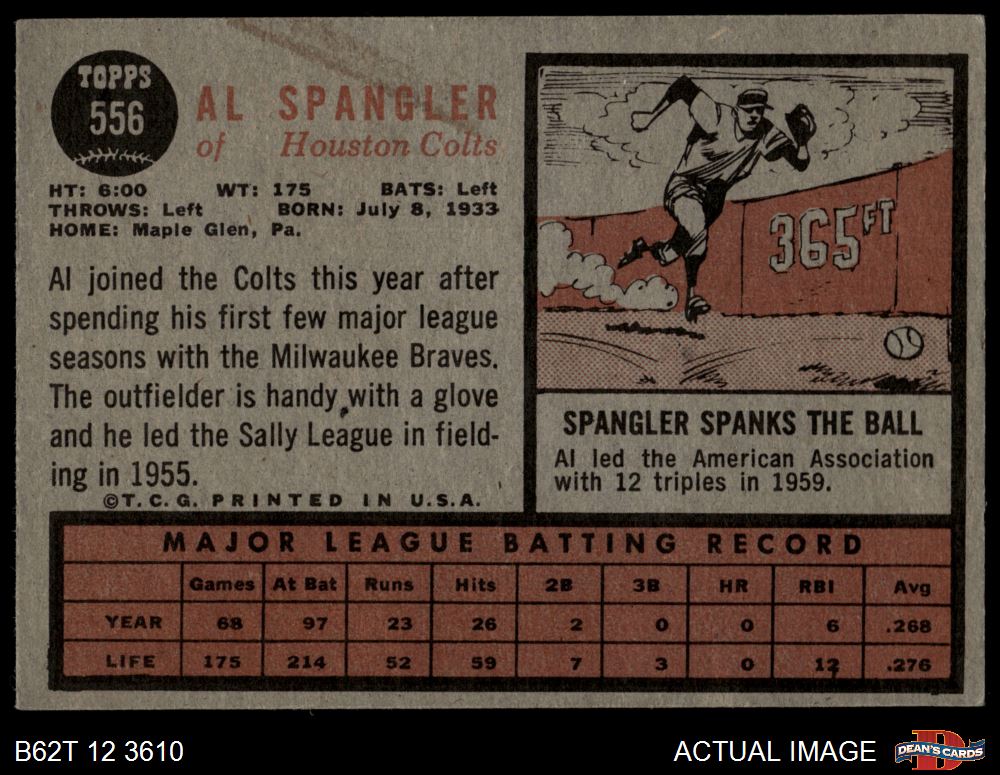 TOPPS
556
AL SPANGLER
of Houston Colts
HT: 6:00 WT: 175 BATS: Left
THROWS: Left BORN: July 8, 1933
HOME: Maple Glen, Pa.
Al joined the Colts this year after
spending his first few major league
seasons with the Milwaukee Braves.
The outfielder is handy with a glove
and he led the Sally League in field-
ing in 1955.
©T.C.G. PRINTED IN U.S.A.
365 FT
SPANGLER SPANKS THE BALL
Al led the American Association
with 12 triples in 1959.
MAJOR LEAGUE BATTING RECORD
Games At Bat Runs Hits 2B 3B HR RBI Avg
YEAR 68 97 23 26 2 0 0 6 .268
LIFE 175 214 52 59 7 3 0 12 .276
B62T 12 3610
ACTUAL IMAGE
D
DEAN'S CARDS